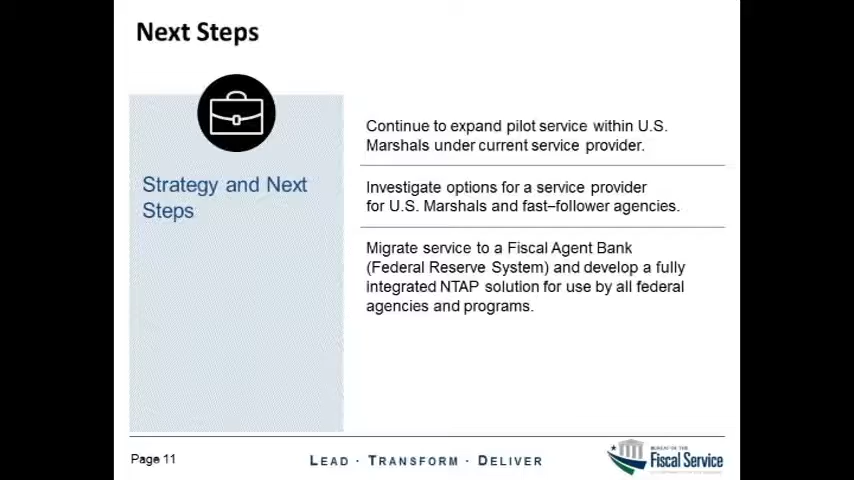 Next Steps
Strategy and Next
Steps
Continue to expand pilot service within U.S.
Marshals under current service provider.
Investigate options for a service provider
for U.S. Marshals and fast–follower agencies.
Migrate service to a Fiscal Agent Bank
(Federal Reserve System) and develop a fully
integrated NTAP solution for use by all federal
agencies and programs.
Page 11
LEAD · TRANSFORM · DELIVER
BUREAU OF THE
Fiscal Service